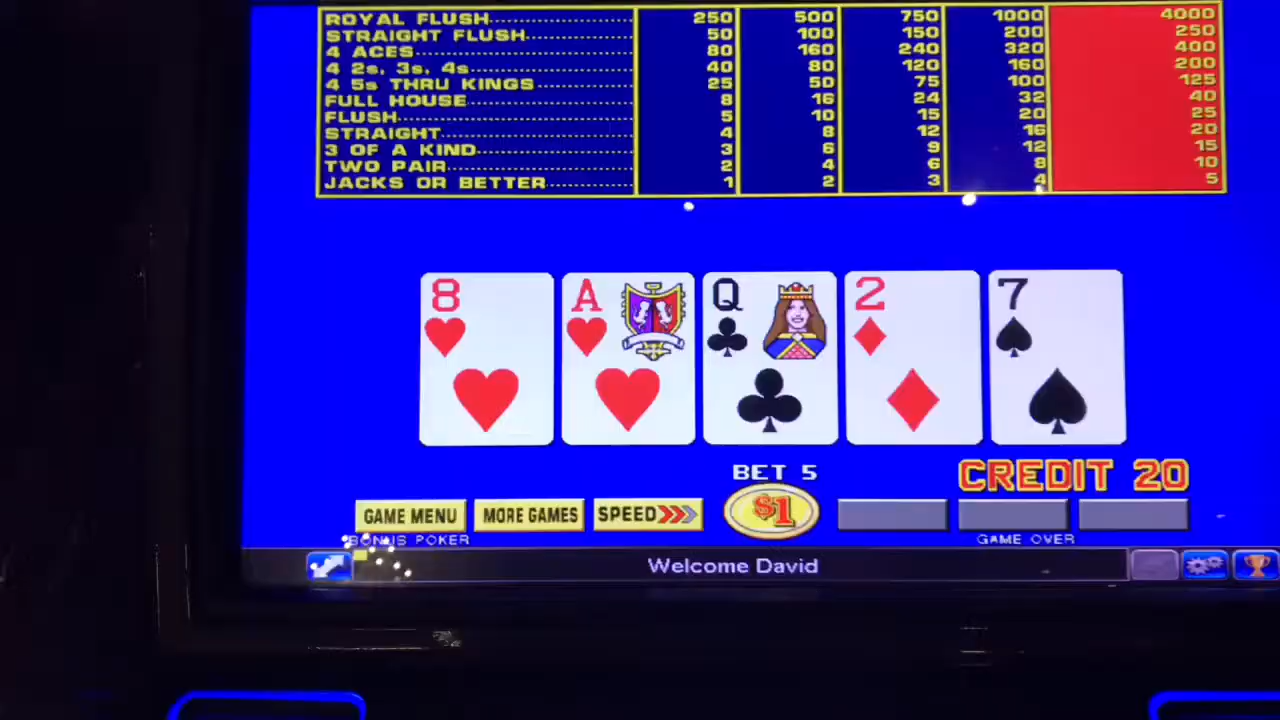 ROYAL FLUSH 250 500 750 1000 4000
STRAIGHT FLUSH 50 100 150 200 250
4 ACES 80 160 240 320 400
4 2s, 3s, 4s 40 80 120 160 200
4 5s THRU KINGS 25 50 75 100 125
FULL HOUSE 8 16 24 32 40
FLUSH 5 10 15 20 25
STRAIGHT 4 8 12 16 20
3 OF A KIND 3 6 9 12 15
TWO PAIR 2 4 6 8 10
JACKS OR BETTER 1 2 3 4 5
8 A Q 2 7
BET 5
CREDIT 20
GAME MENU MORE GAMES SPEED $1
BONUS POKER GAME OVER
Welcome David